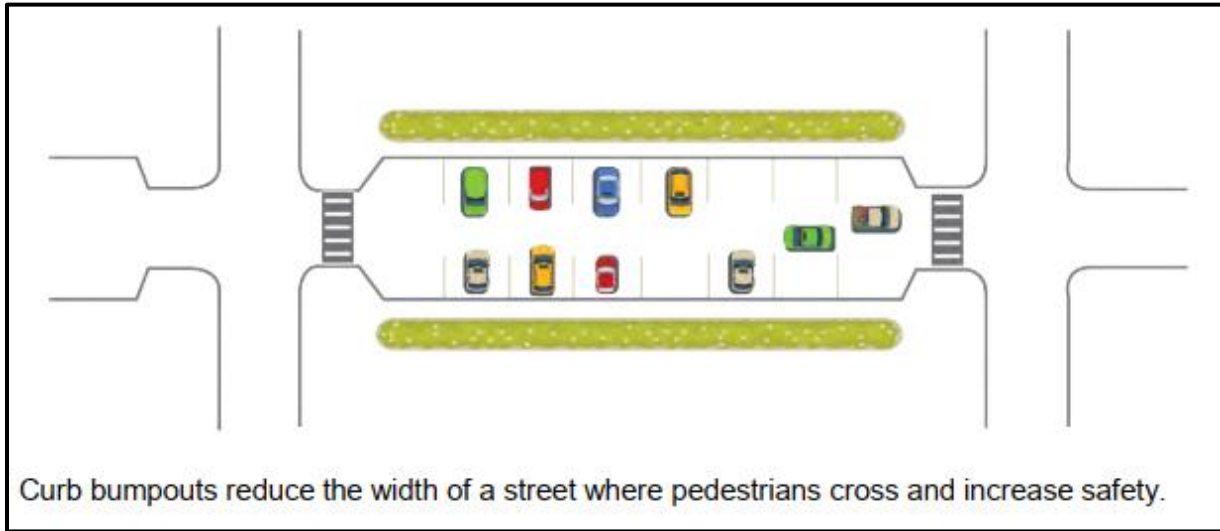 Curb bumpouts reduce the width of a street where pedestrians cross and increase safety.